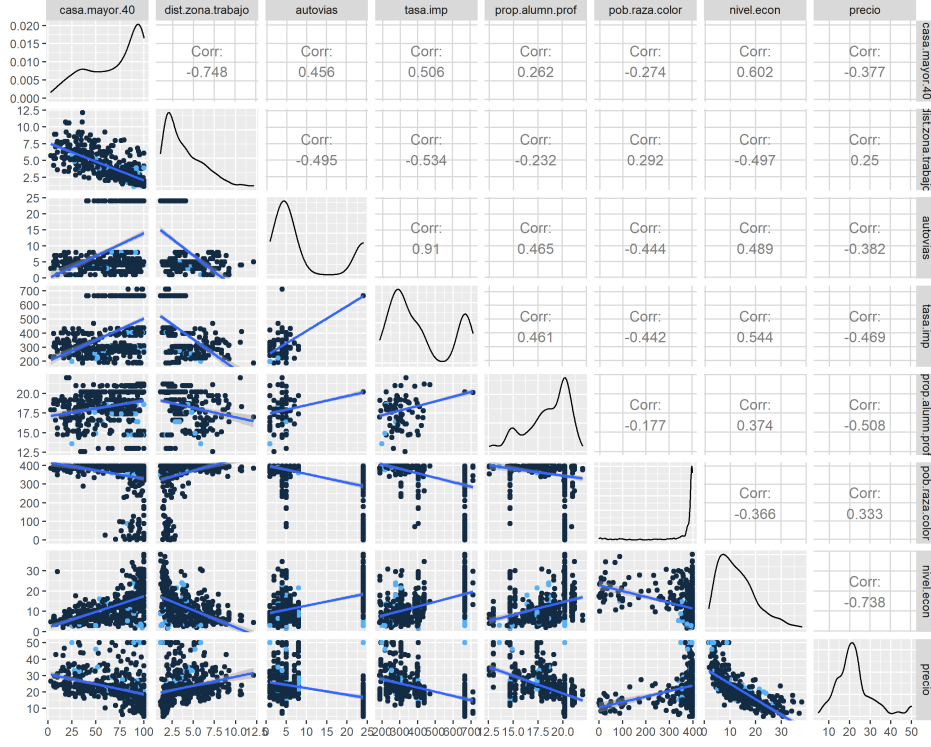 casa.mayor.40 dist.zona.trabajo autovias tasa.imp prop.alumn.prof pob.raza.color nivel.econ precio
0.020
0.015
0.010
0.005
0.000
Corr: Corr: Corr: Corr: Corr: Corr: Corr:
-0.748 0.456 0.506 0.262 -0.274 0.602 -0.377
casa.mayor.40
12.5
10.0
7.5
5.0
2.5
Corr: Corr: Corr: Corr: Corr: Corr:
-0.495 -0.534 -0.232 0.292 -0.497 0.25
dist.zona.trabajo
25
20
15
10
5
0
Corr: Corr: Corr: Corr: Corr:
0.91 0.465 -0.444 0.489 -0.382
autovias
700
600
500
400
300
200
Corr: Corr: Corr: Corr:
0.461 -0.442 0.544 -0.469
tasa.imp
20.0
17.5
15.0
12.5
Corr: Corr: Corr:
-0.177 0.374 -0.508
prop.alumn.prof
400
300
200
100
0
Corr: Corr:
-0.366 0.333
pob.raza.color
30
20
10
0
Corr:
-0.738
nivel.econ
50
40
30
20
10
precio
0 25 50 75 100 2.5 5.0 7.5 10.0 12.5 0 5 10 15 20 25 200 300 400 500 600 700 12.5 15.0 17.5 20.0 0 100 200 300 400 0 10 20 30 10 20 30 40 50